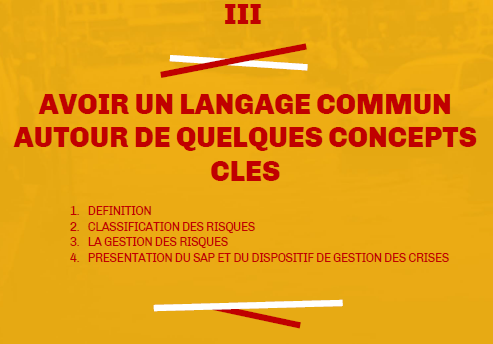 III
AVOIR UN LANGAGE COMMUN
AUTOUR DE QUELQUES CONCEPTS
CLES
1. DEFINITION
2. CLASSIFICATION DES RISQUES
3. LA GESTION DES RISQUES
4. PRESENTATION DU SAP ET DU DISPOSITIF DE GESTION DES CRISES